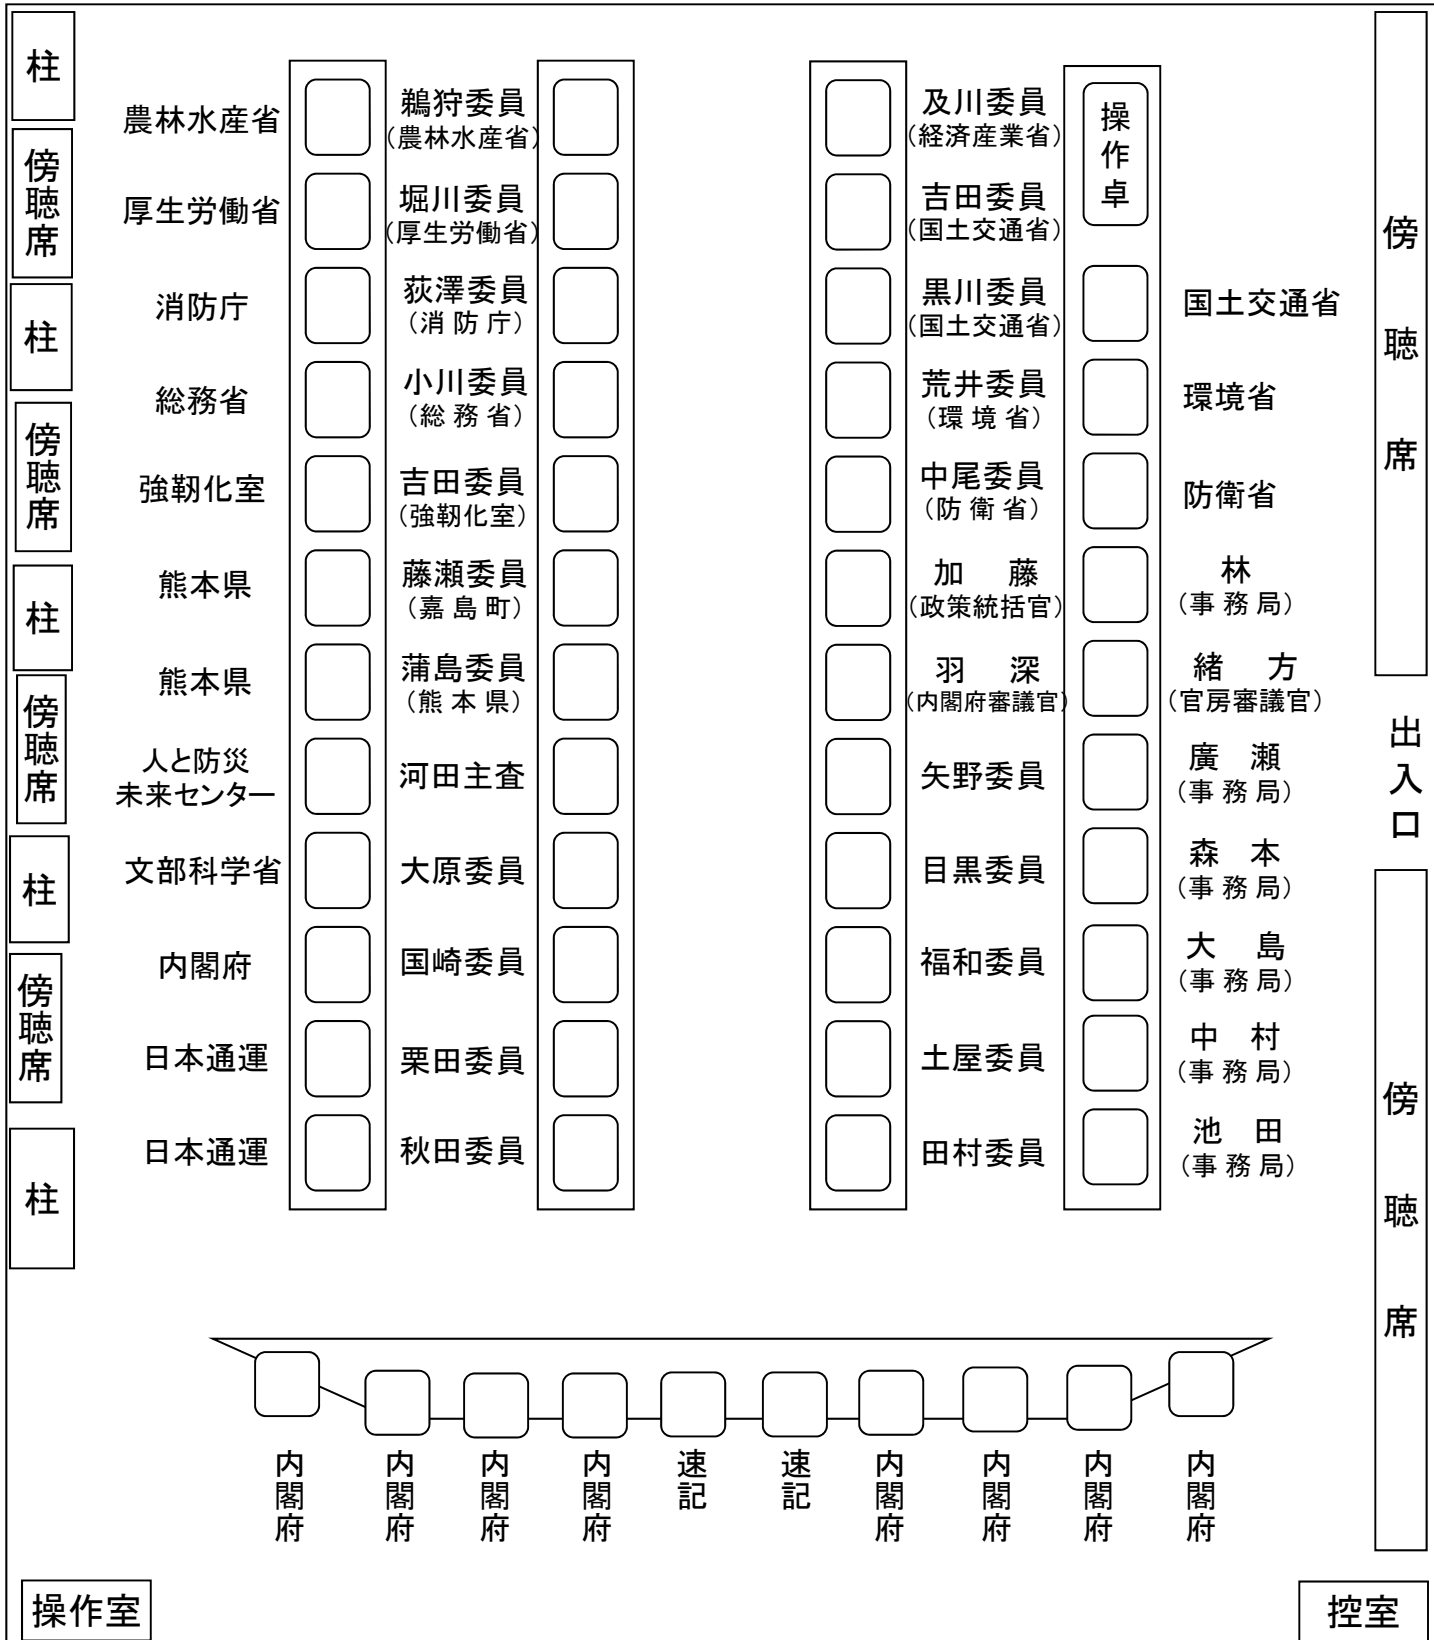 柱
傍聴席
柱
傍聴席
柱
傍聴席
柱
傍聴席
柱
農林水産省
厚生労働省
消防庁
総務省
強靭化室
熊本県
熊本県
人と防災
未来センター
文部科学省
内閣府
日本通運
日本通運
鵜狩委員
(農林水産省)
堀川委員
(厚生労働省)
荻澤委員
(消 防 庁)
小川委員
(総 務 省)
吉田委員
(強靭化室)
藤瀬委員
(嘉 島 町)
蒲島委員
(熊 本 県)
河田主査
大原委員
国崎委員
栗田委員
秋田委員
及川委員
(経済産業省)
吉田委員
(国土交通省)
黒川委員
(国土交通省)
荒井委員
(環 境 省)
中尾委員
(防 衛 省)
加 藤
(政策統括官)
羽 深
(内閣府審議官)
矢野委員
目黒委員
福和委員
土屋委員
田村委員
操作卓
国土交通省
環境省
防衛省
林
(事 務 局)
緒 方
(官房審議官)
廣 瀬
(事 務 局)
森 本
(事 務 局)
大 島
(事 務 局)
中 村
(事 務 局)
池 田
(事 務 局)
傍聴席
出入口
傍聴席
内閣府
内閣府
内閣府
内閣府
速記
速記
内閣府
内閣府
内閣府
内閣府
操作室
控室